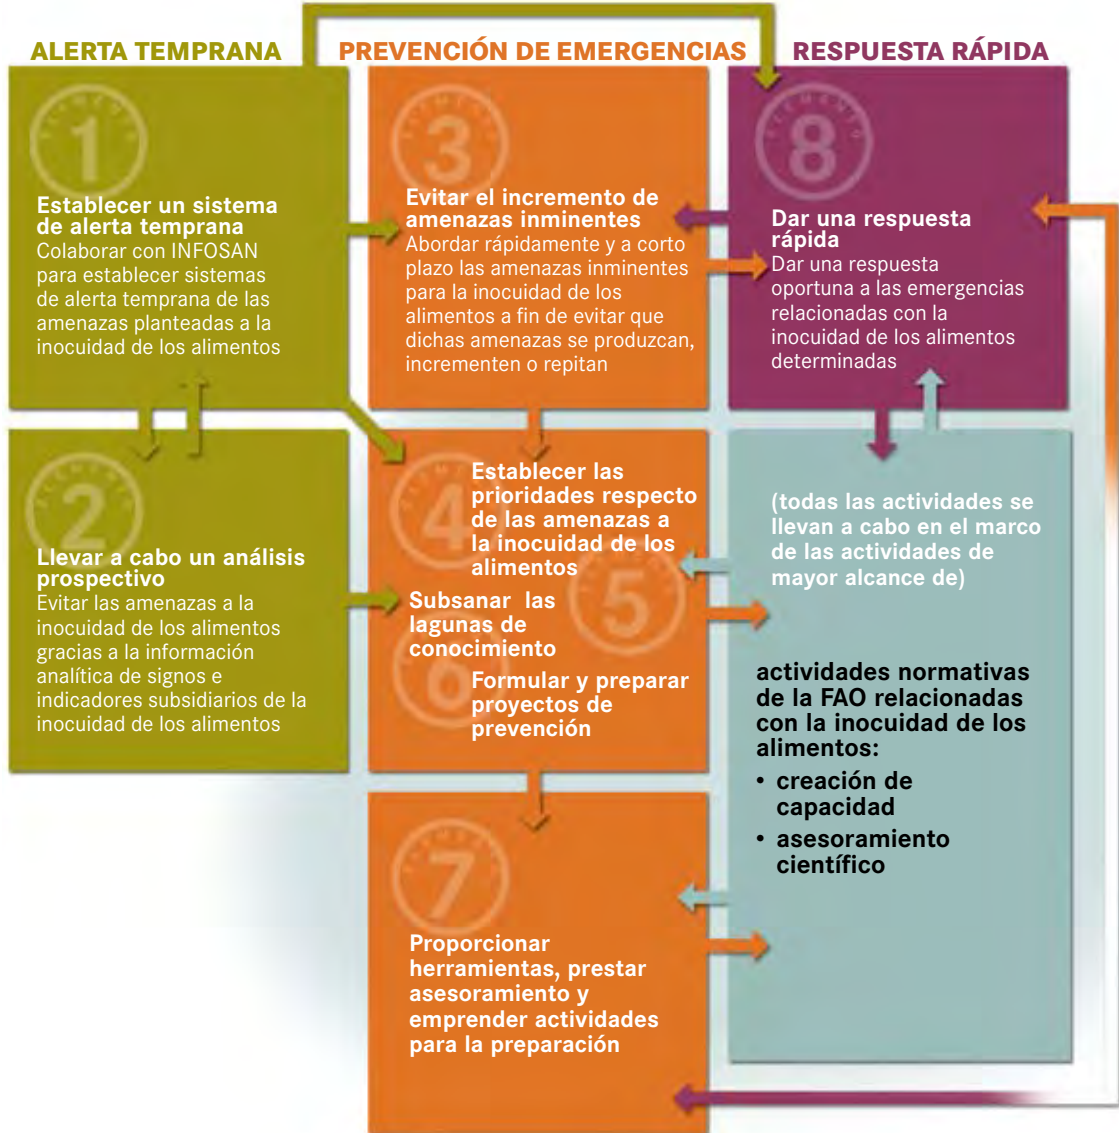 ALERTA TEMPRANA
PREVENCIÓN DE EMERGENCIAS
RESPUESTA RÁPIDA
ELEMENTO
1
Establecer un sistema
de alerta temprana
Colaborar con INFOSAN
para establecer sistemas
de alerta temprana de las
amenazas planteadas a la
inocuidad de los alimentos
ELEMENTO
2
Llevar a cabo un análisis
prospectivo
Evitar las amenazas a la
inocuidad de los alimentos
gracias a la información
analítica de signos e
indicadores subsidiarios de la
inocuidad de los alimentos
ELEMENTO
3
Evitar el incremento de
amenazas inminentes
Abordar rápidamente y a corto
plazo las amenazas inminentes
para la inocuidad de los
alimentos a fin de evitar que
dichas amenazas se produzcan,
incrementen o repitan
ELEMENTO
4
Establecer las
prioridades respecto
de las amenazas a
la inocuidad de los
alimentos
5
Subsanar las
lagunas de
conocimiento
6
Formular y preparar
proyectos de
prevención
ELEMENTO
7
Proporcionar
herramientas, prestar
asesoramiento y
emprender actividades
para la preparación
ELEMENTO
8
Dar una respuesta
rápida
Dar una respuesta
oportuna a las emergencias
relacionadas con la
inocuidad de los alimentos
determinadas
(todas las actividades se
llevan a cabo en el marco
de las actividades de
mayor alcance de)
actividades normativas
de la FAO relacionadas
con la inocuidad de los
alimentos:
• creación de
capacidad
• asesoramiento
científico